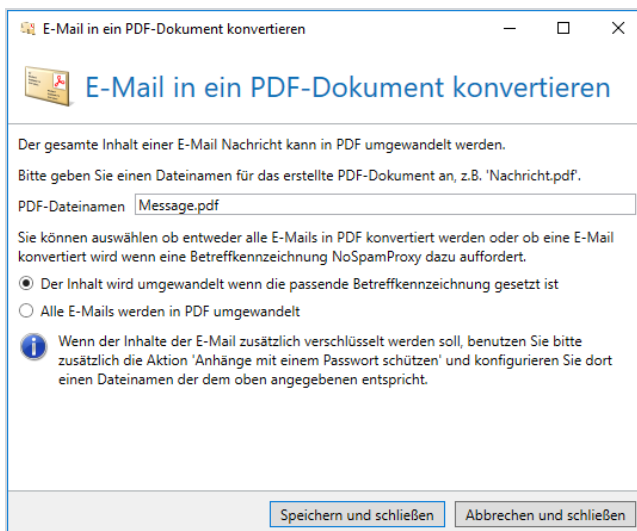 E-Mail in ein PDF-Dokument konvertieren
E-Mail in ein PDF-Dokument konvertieren
Der gesamte Inhalt einer E-Mail Nachricht kann in PDF umgewandelt werden.
Bitte geben Sie einen Dateinamen für das erstellte PDF-Dokument an, z.B. 'Nachricht.pdf'.
PDF-Dateinamen Message.pdf
Sie können auswählen ob entweder alle E-Mails in PDF konvertiert werden oder ob eine E-Mail
konvertiert wird wenn eine Betreffkennzeichnung NoSpamProxy dazu auffordert.
Der Inhalt wird umgewandelt wenn die passende Betreffkennzeichnung gesetzt ist
Alle E-Mails werden in PDF umgewandelt
Wenn der Inhalte der E-Mail zusätzlich verschlüsselt werden soll, benutzen Sie bitte
zusätzlich die Aktion 'Anhänge mit einem Passwort schützen' und konfigurieren Sie dort
einen Dateinamen der dem oben angegebenen entspricht.
Speichern und schließen Abbrechen und schließen